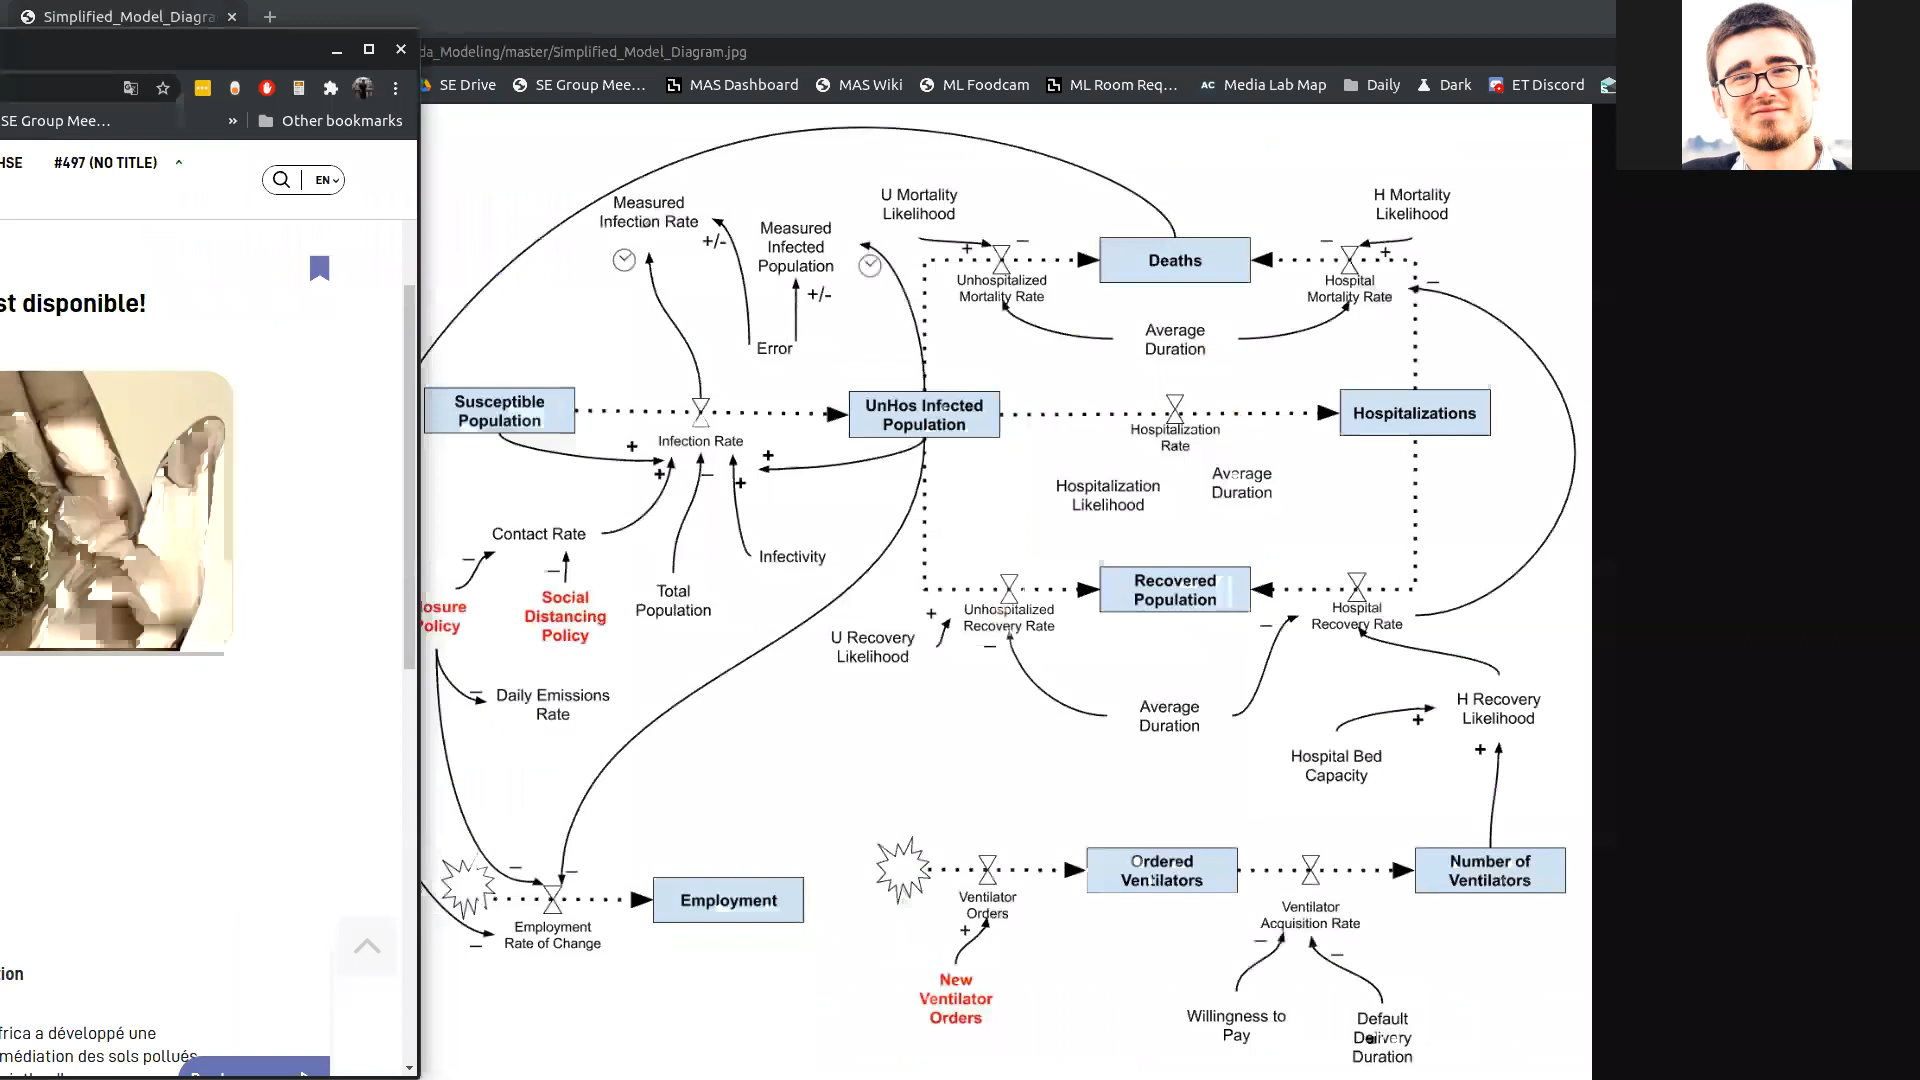 Simplified_Model_Diagra
da_Modeling/master/Simplified_Model_Diagram.jpg
SE Drive
SE Group Mee...
MAS Dashboard
MAS Wiki
ML Foodcam
ML Room Req...
AC Media Lab Map
Daily
Dark
ET Discord
SE Group Mee...
»
Other bookmarks
HSE
#497 (NO TITLE)
EN
st disponible!
tion
frica a développé une
médiation des sols pollués
Measured
Infection Rate
+/-
Measured
Infected
Population
+/-
Error
U Mortality
Likelihood
+
−
Unhospitalized
Mortality Rate
Deaths
H Mortality
Likelihood
−
+
Hospital
Mortality Rate
−
Average
Duration
Susceptible
Population
+
Infection Rate
+
−
+
+
UnHos Infected
Population
Hospitalization
Rate
Hospitalizations
Hospitalization
Likelihood
Average
Duration
Contact Rate
−
−
losure
Policy
Social
Distancing
Policy
Total
Population
Infectivity
Recovered
Population
+
Unhospitalized
Recovery Rate
−
U Recovery
Likelihood
−
Hospital
Recovery Rate
−
Daily Emissions
Rate
Average
Duration
H Recovery
Likelihood
+
+
Hospital Bed
Capacity
−
−
Employment
Rate of Change
−
Employment
Ventilator
Orders
+
New
Ventilator
Orders
Ordered
Ventilators
Ventilator
Acquisition Rate
−
−
Number of
Ventilators
Willingness to
Pay
Default
Delivery
Duration